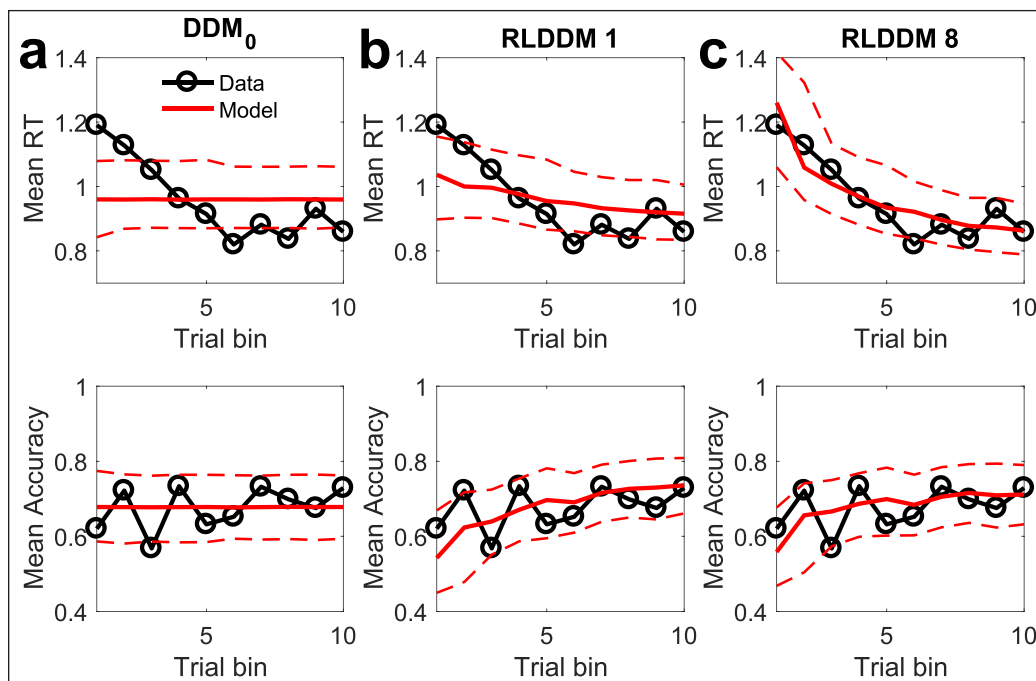 a
DDM0
Data
Model
1.4
1.2
1
0.8
Mean RT
5
10
Trial bin
b
RLDDM 1
1.4
1.2
1
0.8
Mean RT
5
10
Trial bin
c
RLDDM 8
1.4
1.2
1
0.8
Mean RT
5
10
Trial bin
1
0.8
0.6
0.4
Mean Accuracy
5
10
Trial bin
1
0.8
0.6
0.4
Mean Accuracy
5
10
Trial bin
1
0.8
0.6
0.4
Mean Accuracy
5
10
Trial bin